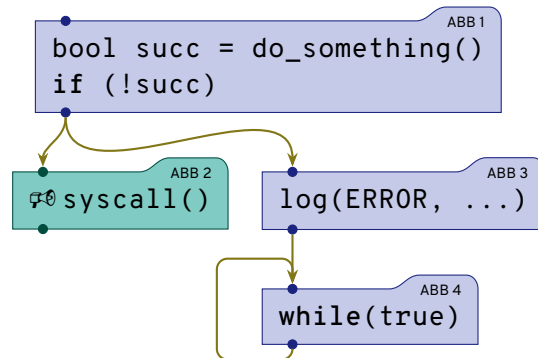 ABB 1
bool succ = do_something()
if (!succ)
ABB 2
syscall()
ABB 3
log(ERROR, ...)
ABB 4
while(true)